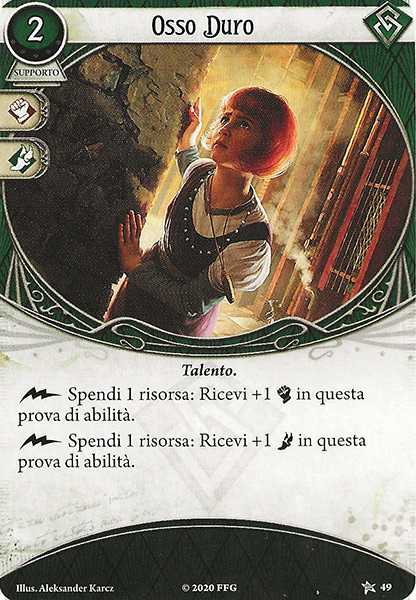 2
Osso Duro
SUPPORTO
Talento.
Spendi 1 risorsa: Ricevi +1 in questa
prova di abilità.
Spendi 1 risorsa: Ricevi +1 in questa
prova di abilità.
Illus. Aleksander Karcz © 2020 FFG 49